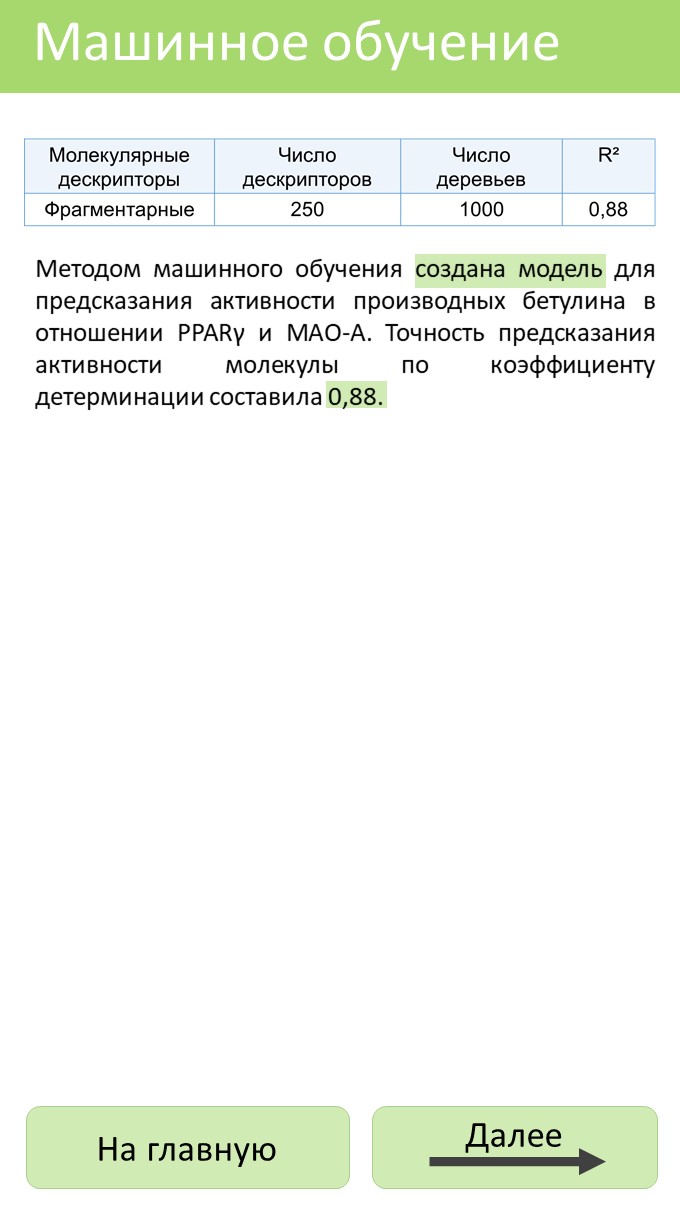 Машинное обучение
Молекулярные дескрипторы Число дескрипторов Число деревьев R²
Фрагментарные 250 1000 0,88
Методом машинного обучения создана модель для
предсказания активности производных бетулина в
отношении PPARγ и MAO-A. Точность предсказания
активности молекулы по коэффициенту
детерминации составила 0,88.
На главную
Далее